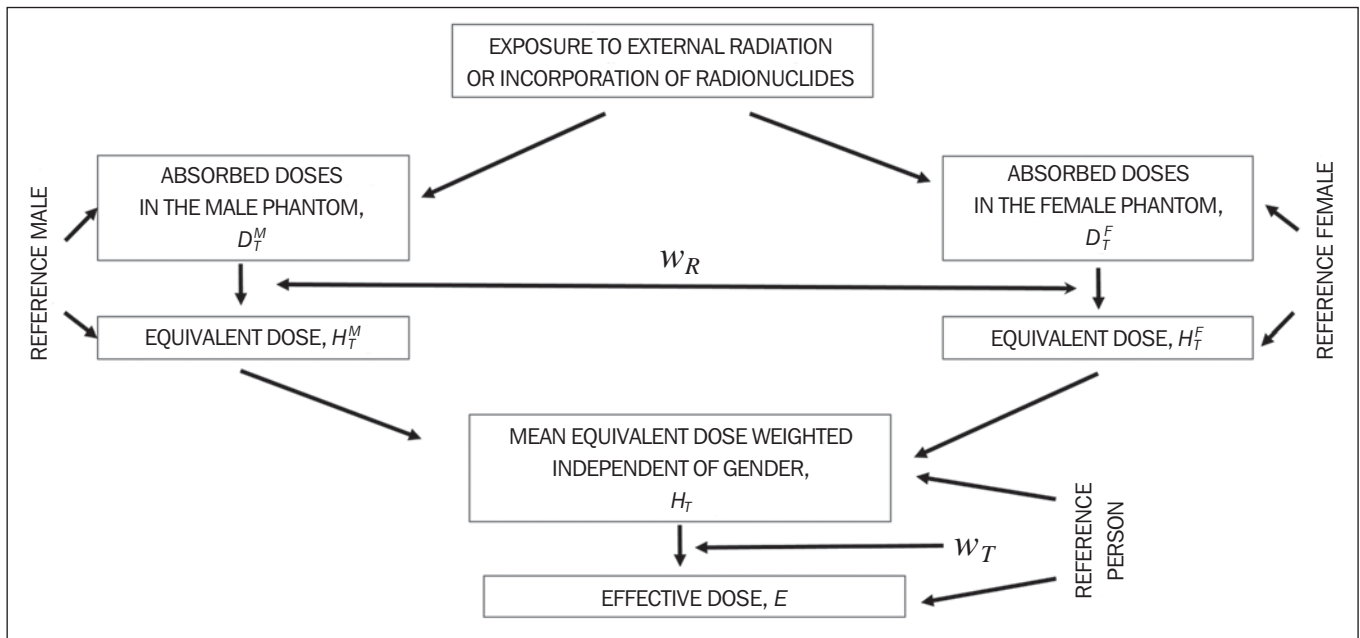 EXPOSURE TO EXTERNAL RADIATION
OR INCORPORATION OF RADIONUCLIDES
ABSORBED DOSES
IN THE MALE PHANTOM,
D_T^M
ABSORBED DOSES
IN THE FEMALE PHANTOM,
D_T^F
REFERENCE MALE
w_R
REFERENCE FEMALE
EQUIVALENT DOSE, H_T^M
EQUIVALENT DOSE, H_T^F
MEAN EQUIVALENT DOSE WEIGHTED
INDEPENDENT OF GENDER,
H_T
w_T
REFERENCE
PERSON
EFFECTIVE DOSE, E